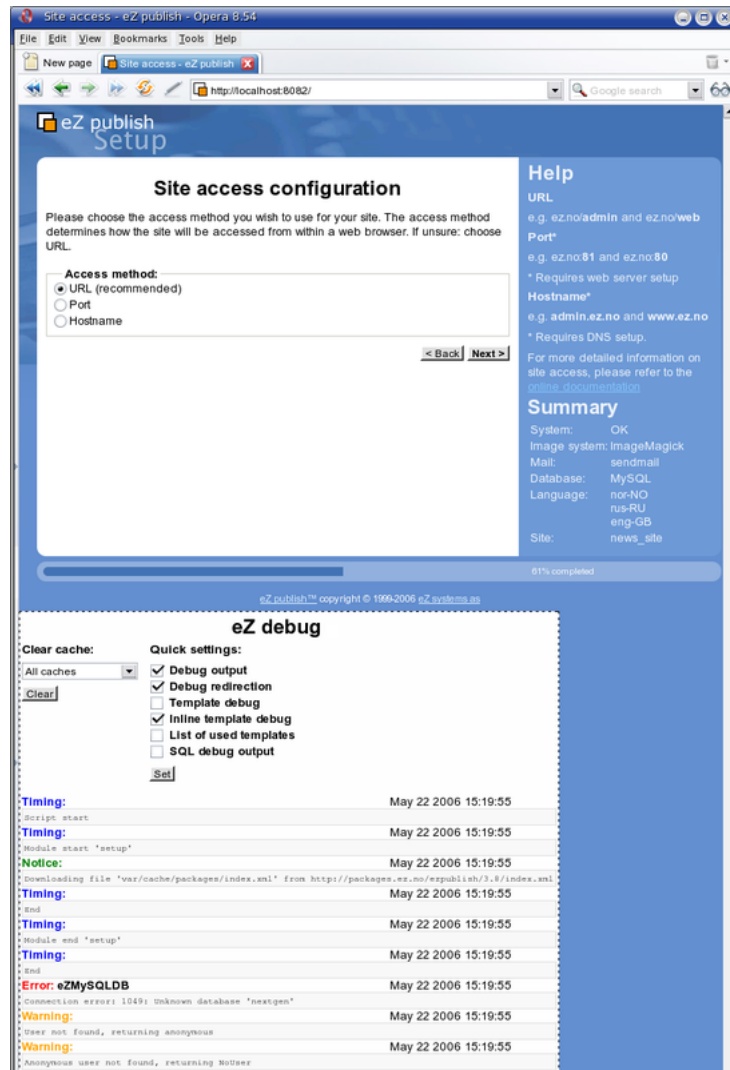 Site access - eZ publish - Opera 8.54
File Edit View Bookmarks Tools Help
New page
Site access - eZ publish
http://localhost:8082/
Google search
eZ publish
Setup
Site access configuration
Please choose the access method you wish to use for your site. The access method
determines how the site will be accessed from within a web browser. If unsure: choose
URL.
Access method:
URL (recommended)
Port
Hostname
< Back Next >
Help
URL
e.g. ez.no/admin and ez.no/web
Port*
e.g. ez.no:81 and ez.no:80
* Requires web server setup
Hostname*
e.g. admin.ez.no and www.ez.no
* Requires DNS setup.
For more detailed information on
site access, please refer to the
online documentation
Summary
System: OK
Image system: ImageMagick
Mail: sendmail
Database: MySQL
Language: nor-NO
rus-RU
eng-GB
Site: news_site
61% completed
eZ publish™ copyright © 1999-2006 eZ systems as
eZ debug
Clear cache:
All caches
Clear
Quick settings:
Debug output
Debug redirection
Template debug
Inline template debug
List of used templates
SQL debug output
Set
Timing: May 22 2006 15:19:55
Script start
Timing: May 22 2006 15:19:55
Module start 'setup'
Notice: May 22 2006 15:19:55
Downloading file 'var/cache/packages/index.xml' from http://packages.ez.no/ezpublish/3.8/index.xml
Timing: May 22 2006 15:19:55
End
Timing: May 22 2006 15:19:55
Module end 'setup'
Timing: May 22 2006 15:19:55
End
Error: eZMySQLDB May 22 2006 15:19:55
Connection error: 1049: Unknown database 'nextgen'
Warning: May 22 2006 15:19:55
User not found, returning anonymous
Warning: May 22 2006 15:19:55
Anonymous user not found, returning NoUser